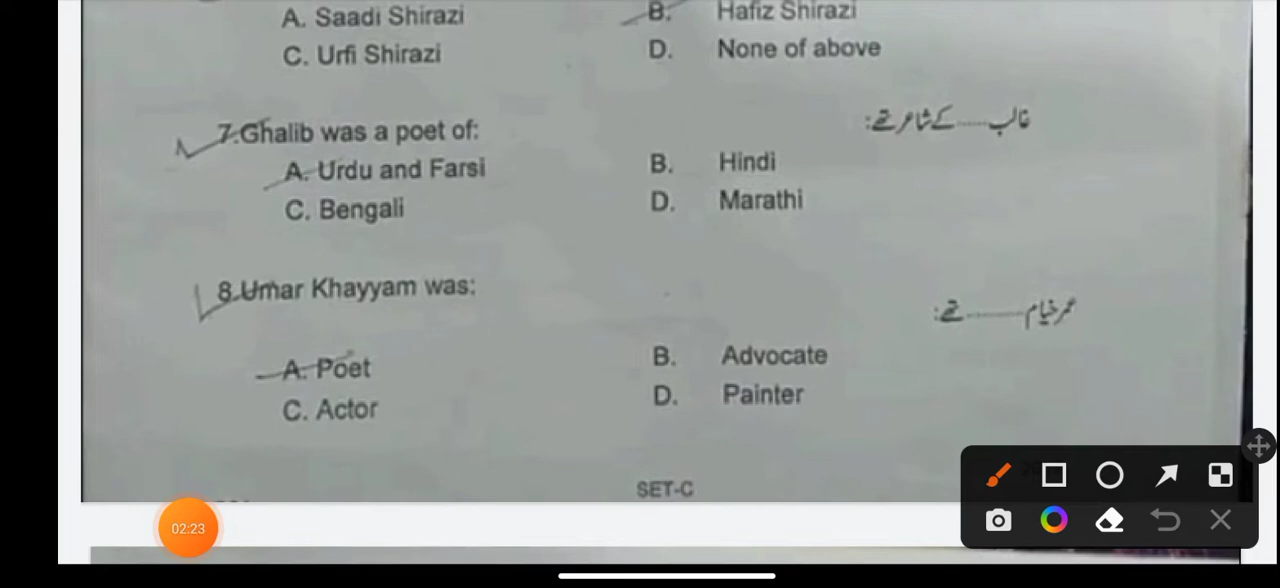 A. Saadi Shirazi B. Hafiz Shirazi
C. Urfi Shirazi D. None of above
7. Ghalib was a poet of: غالب ........ کے شاعر تھے:
A. Urdu and Farsi B. Hindi
C. Bengali D. Marathi
8. Umar Khayyam was: عمر خیام .......... تھے:
A. Poet B. Advocate
C. Actor D. Painter
SET-C
02:23